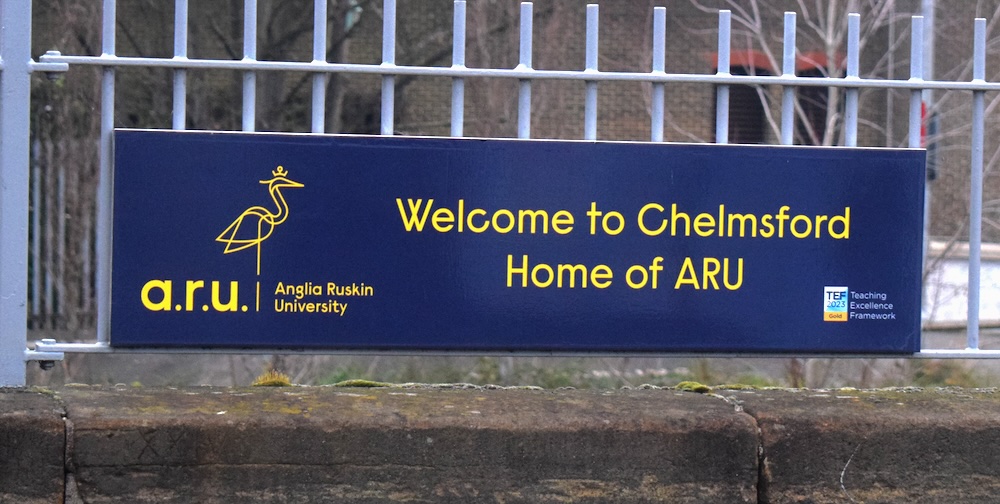 Welcome to Chelmsford
Home of ARU
a.r.u.
Anglia Ruskin
University
TEF
2023
Gold
Teaching
Excellence
Framework